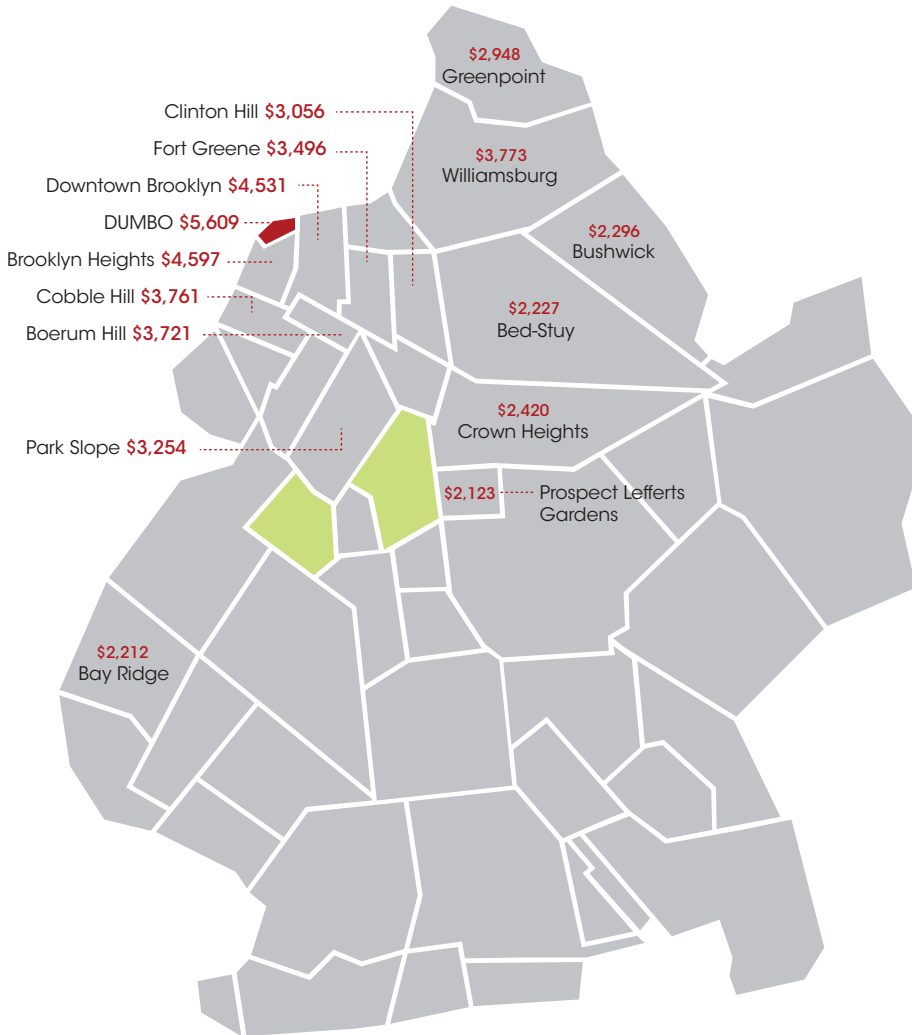 $2,948
Greenpoint
Clinton Hill $3,056
Fort Greene $3,496
$3,773
Williamsburg
Downtown Brooklyn $4,531
DUMBO $5,609
$2,296
Bushwick
Brooklyn Heights $4,597
Cobble Hill $3,761
$2,227
Bed-Stuy
Boerum Hill $3,721
$2,420
Crown Heights
Park Slope $3,254
$2,123 Prospect Lefferts
Gardens
$2,212
Bay Ridge